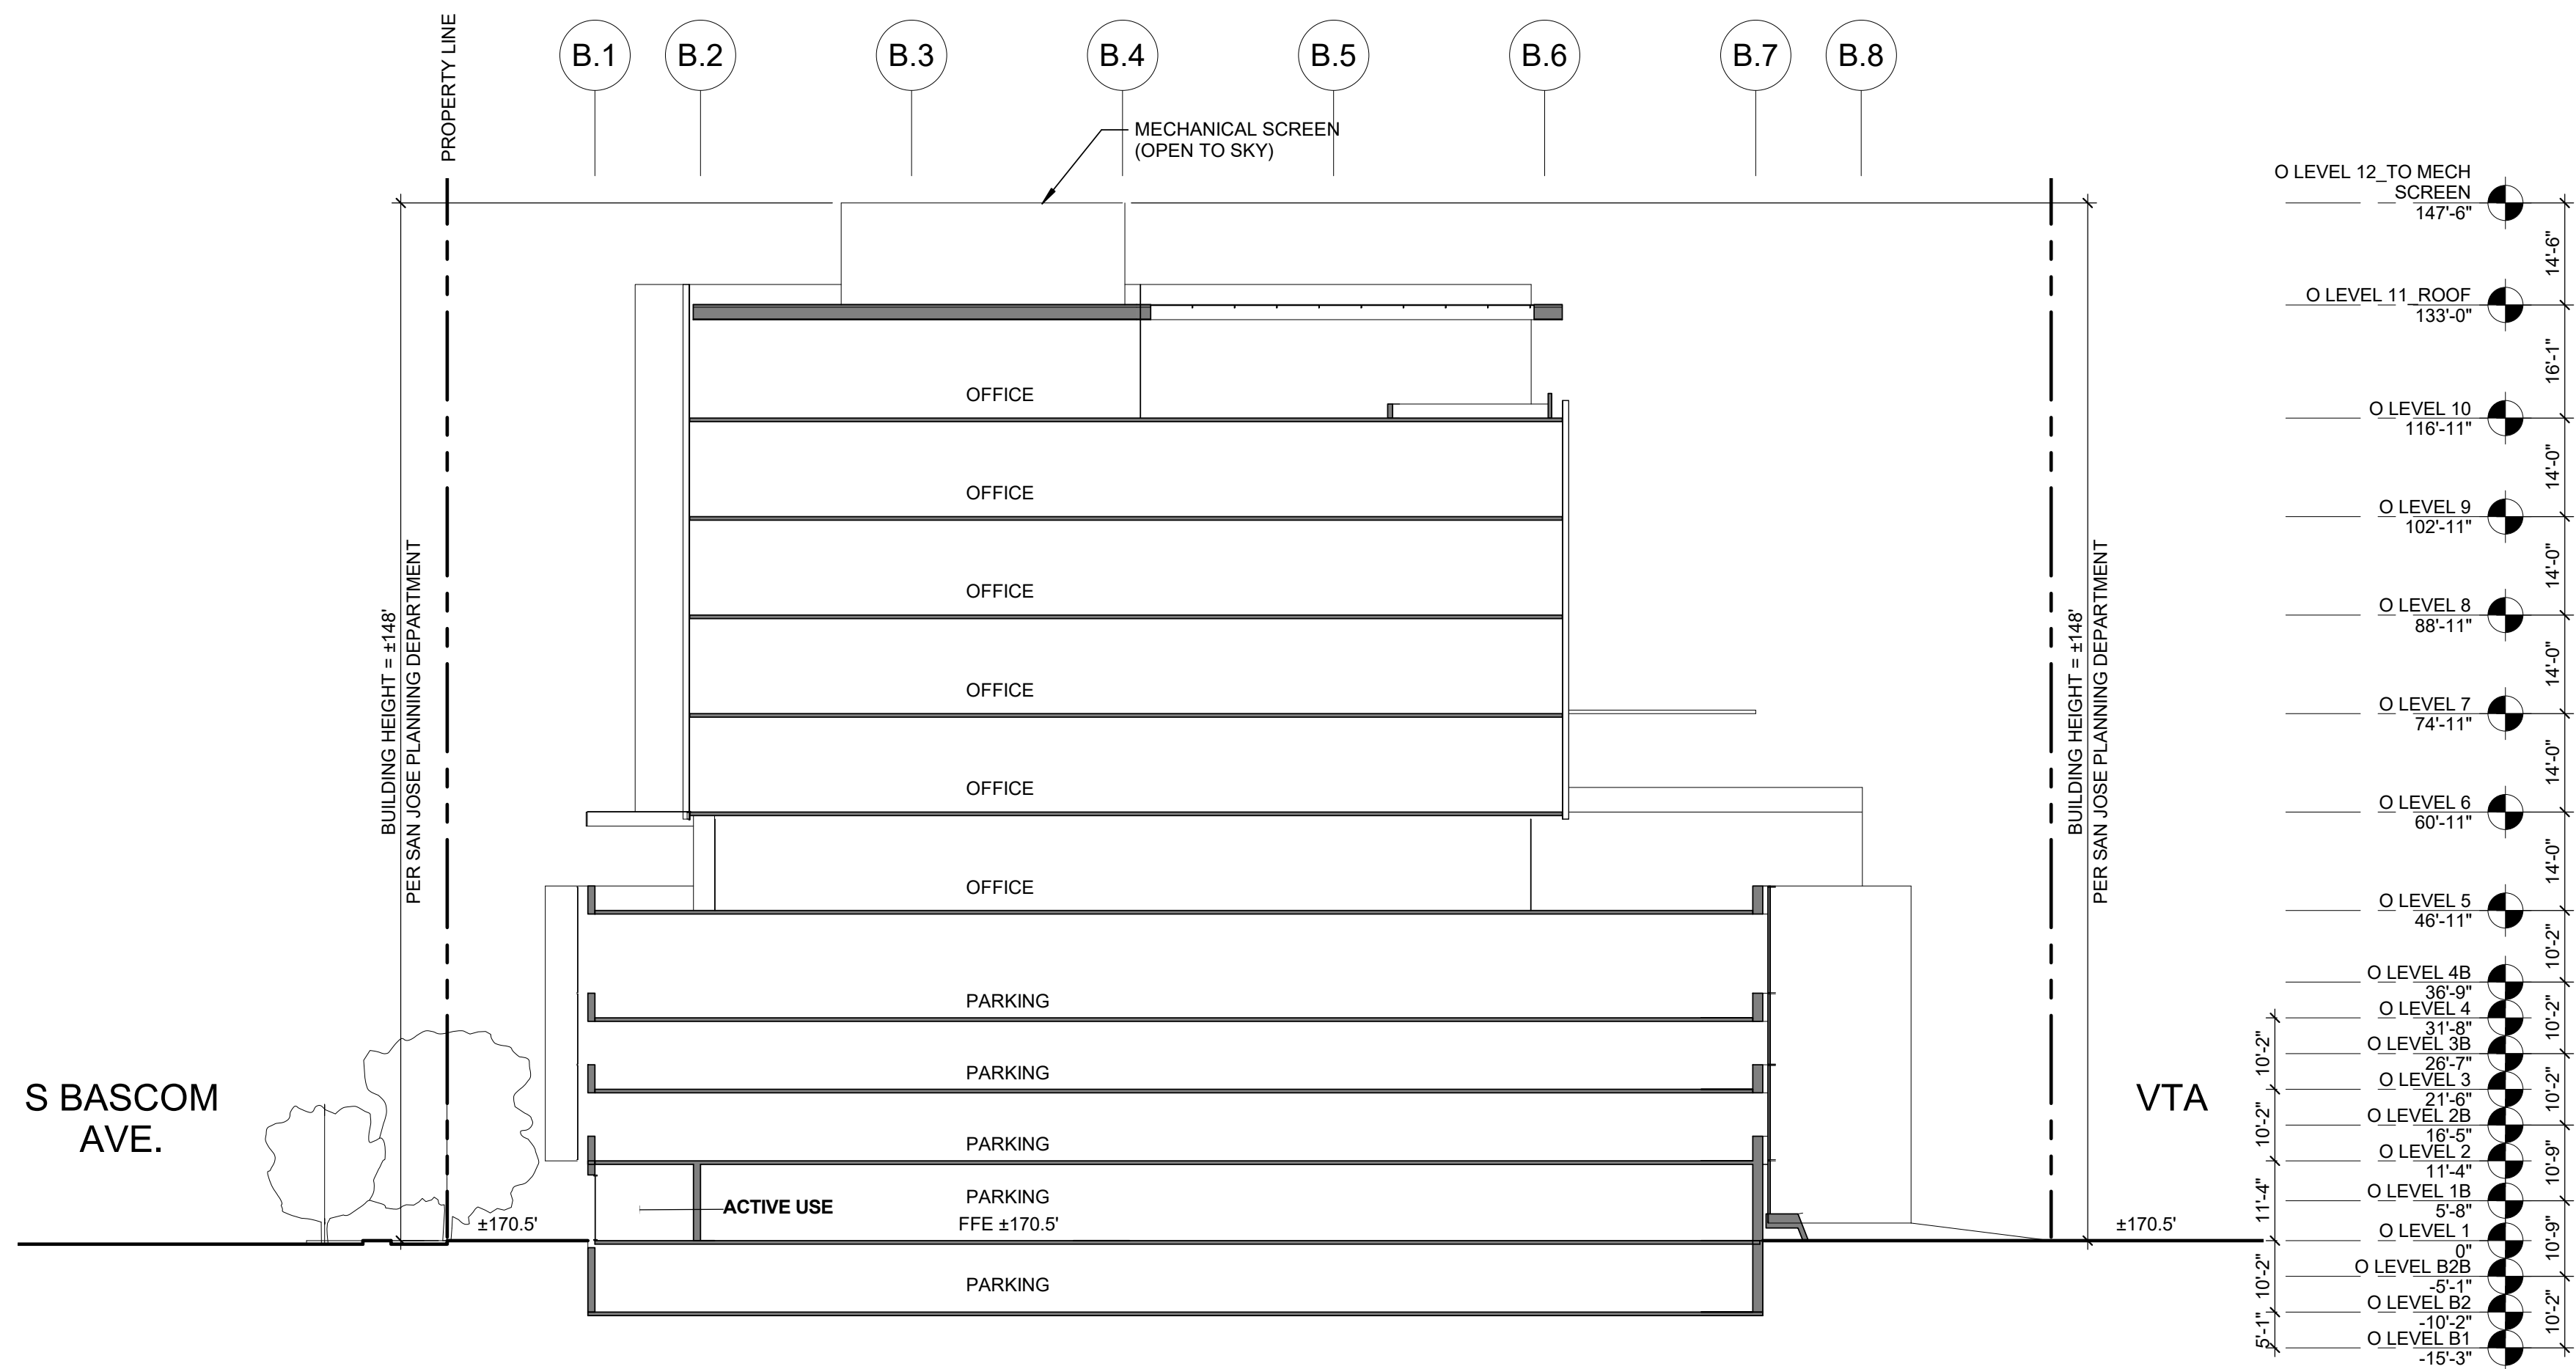 PROPERTY LINE
B.1
B.2
B.3
B.4
B.5
B.6
B.7
B.8
MECHANICAL SCREEN
(OPEN TO SKY)
BUILDING HEIGHT = ±148'
PER SAN JOSE PLANNING DEPARTMENT
OFFICE
OFFICE
OFFICE
OFFICE
OFFICE
OFFICE
PARKING
PARKING
PARKING
PARKING
FFE ±170.5'
ACTIVE USE
PARKING
S BASCOM
AVE.
±170.5'
BUILDING HEIGHT = ±148'
PER SAN JOSE PLANNING DEPARTMENT
VTA
±170.5'
O LEVEL 12_TO MECH
SCREEN
147'-6"
O LEVEL 11_ROOF
133'-0"
O LEVEL 10
116'-11"
O LEVEL 9
102'-11"
O LEVEL 8
88'-11"
O LEVEL 7
74'-11"
O LEVEL 6
60'-11"
O LEVEL 5
46'-11"
O LEVEL 4B
36'-9"
O LEVEL 4
31'-8"
O LEVEL 3B
26'-7"
O LEVEL 3
21'-6"
O LEVEL 2B
16'-5"
O LEVEL 2
11'-4"
O LEVEL 1B
5'-8"
O LEVEL 1
0"
O LEVEL B2B
-5'-1"
O LEVEL B2
-10'-2"
O LEVEL B1
-15'-3"
10'-2"
10'-2"
11'-4"
10'-2"
5'-1"
14'-6"
16'-1"
14'-0"
14'-0"
14'-0"
14'-0"
14'-0"
10'-2"
10'-2"
10'-2"
10'-9"
10'-9"
10'-2"